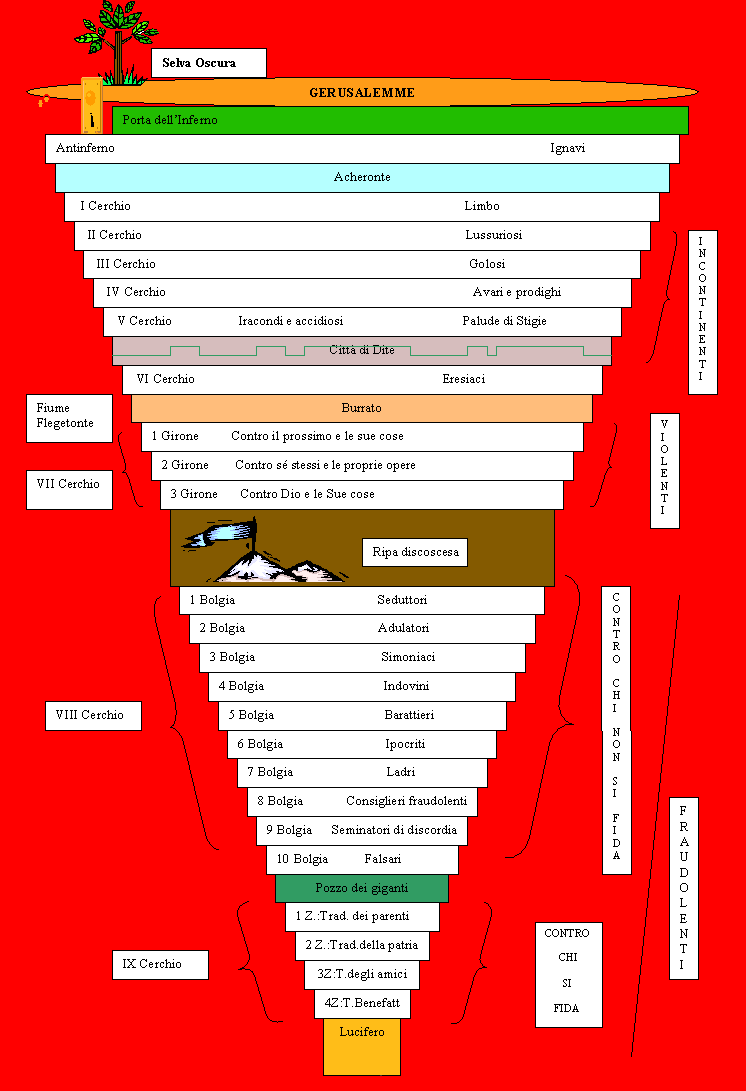 Selva Oscura
GERUSALEMME
Porta dell'Inferno
Antinferno Ignavi
Acheronte
I Cerchio Limbo
II Cerchio Lussuriosi
III Cerchio Golosi
IV Cerchio Avari e prodighi
V Cerchio Iracondi e accidiosi Palude di Stigie
INCONTINENTI
Città di Dite
VI Cerchio Eresiaci
Fiume
Flegetonte
Burrato
1 Girone Contro il prossimo e le sue cose
2 Girone Contro sé stessi e le proprie opere
VII Cerchio
3 Girone Contro Dio e le Sue cose
VIOLENTI
Ripa discoscesa
1 Bolgia Seduttori
2 Bolgia Adulatori
3 Bolgia Simoniaci
4 Bolgia Indovini
VIII Cerchio
5 Bolgia Barattieri
6 Bolgia Ipocriti
7 Bolgia Ladri
8 Bolgia Consiglieri fraudolenti
9 Bolgia Seminatori di discordia
10 Bolgia Falsari
CONTRO CHI NON SI FIDA
FRAUDOLENTI
Pozzo dei giganti
1 Z.:Trad. dei parenti
2 Z.:Trad.della patria
IX Cerchio
3Z:T.degli amici
4Z:T.Benefatt
CONTRO
CHI
SI
FIDA
Lucifero